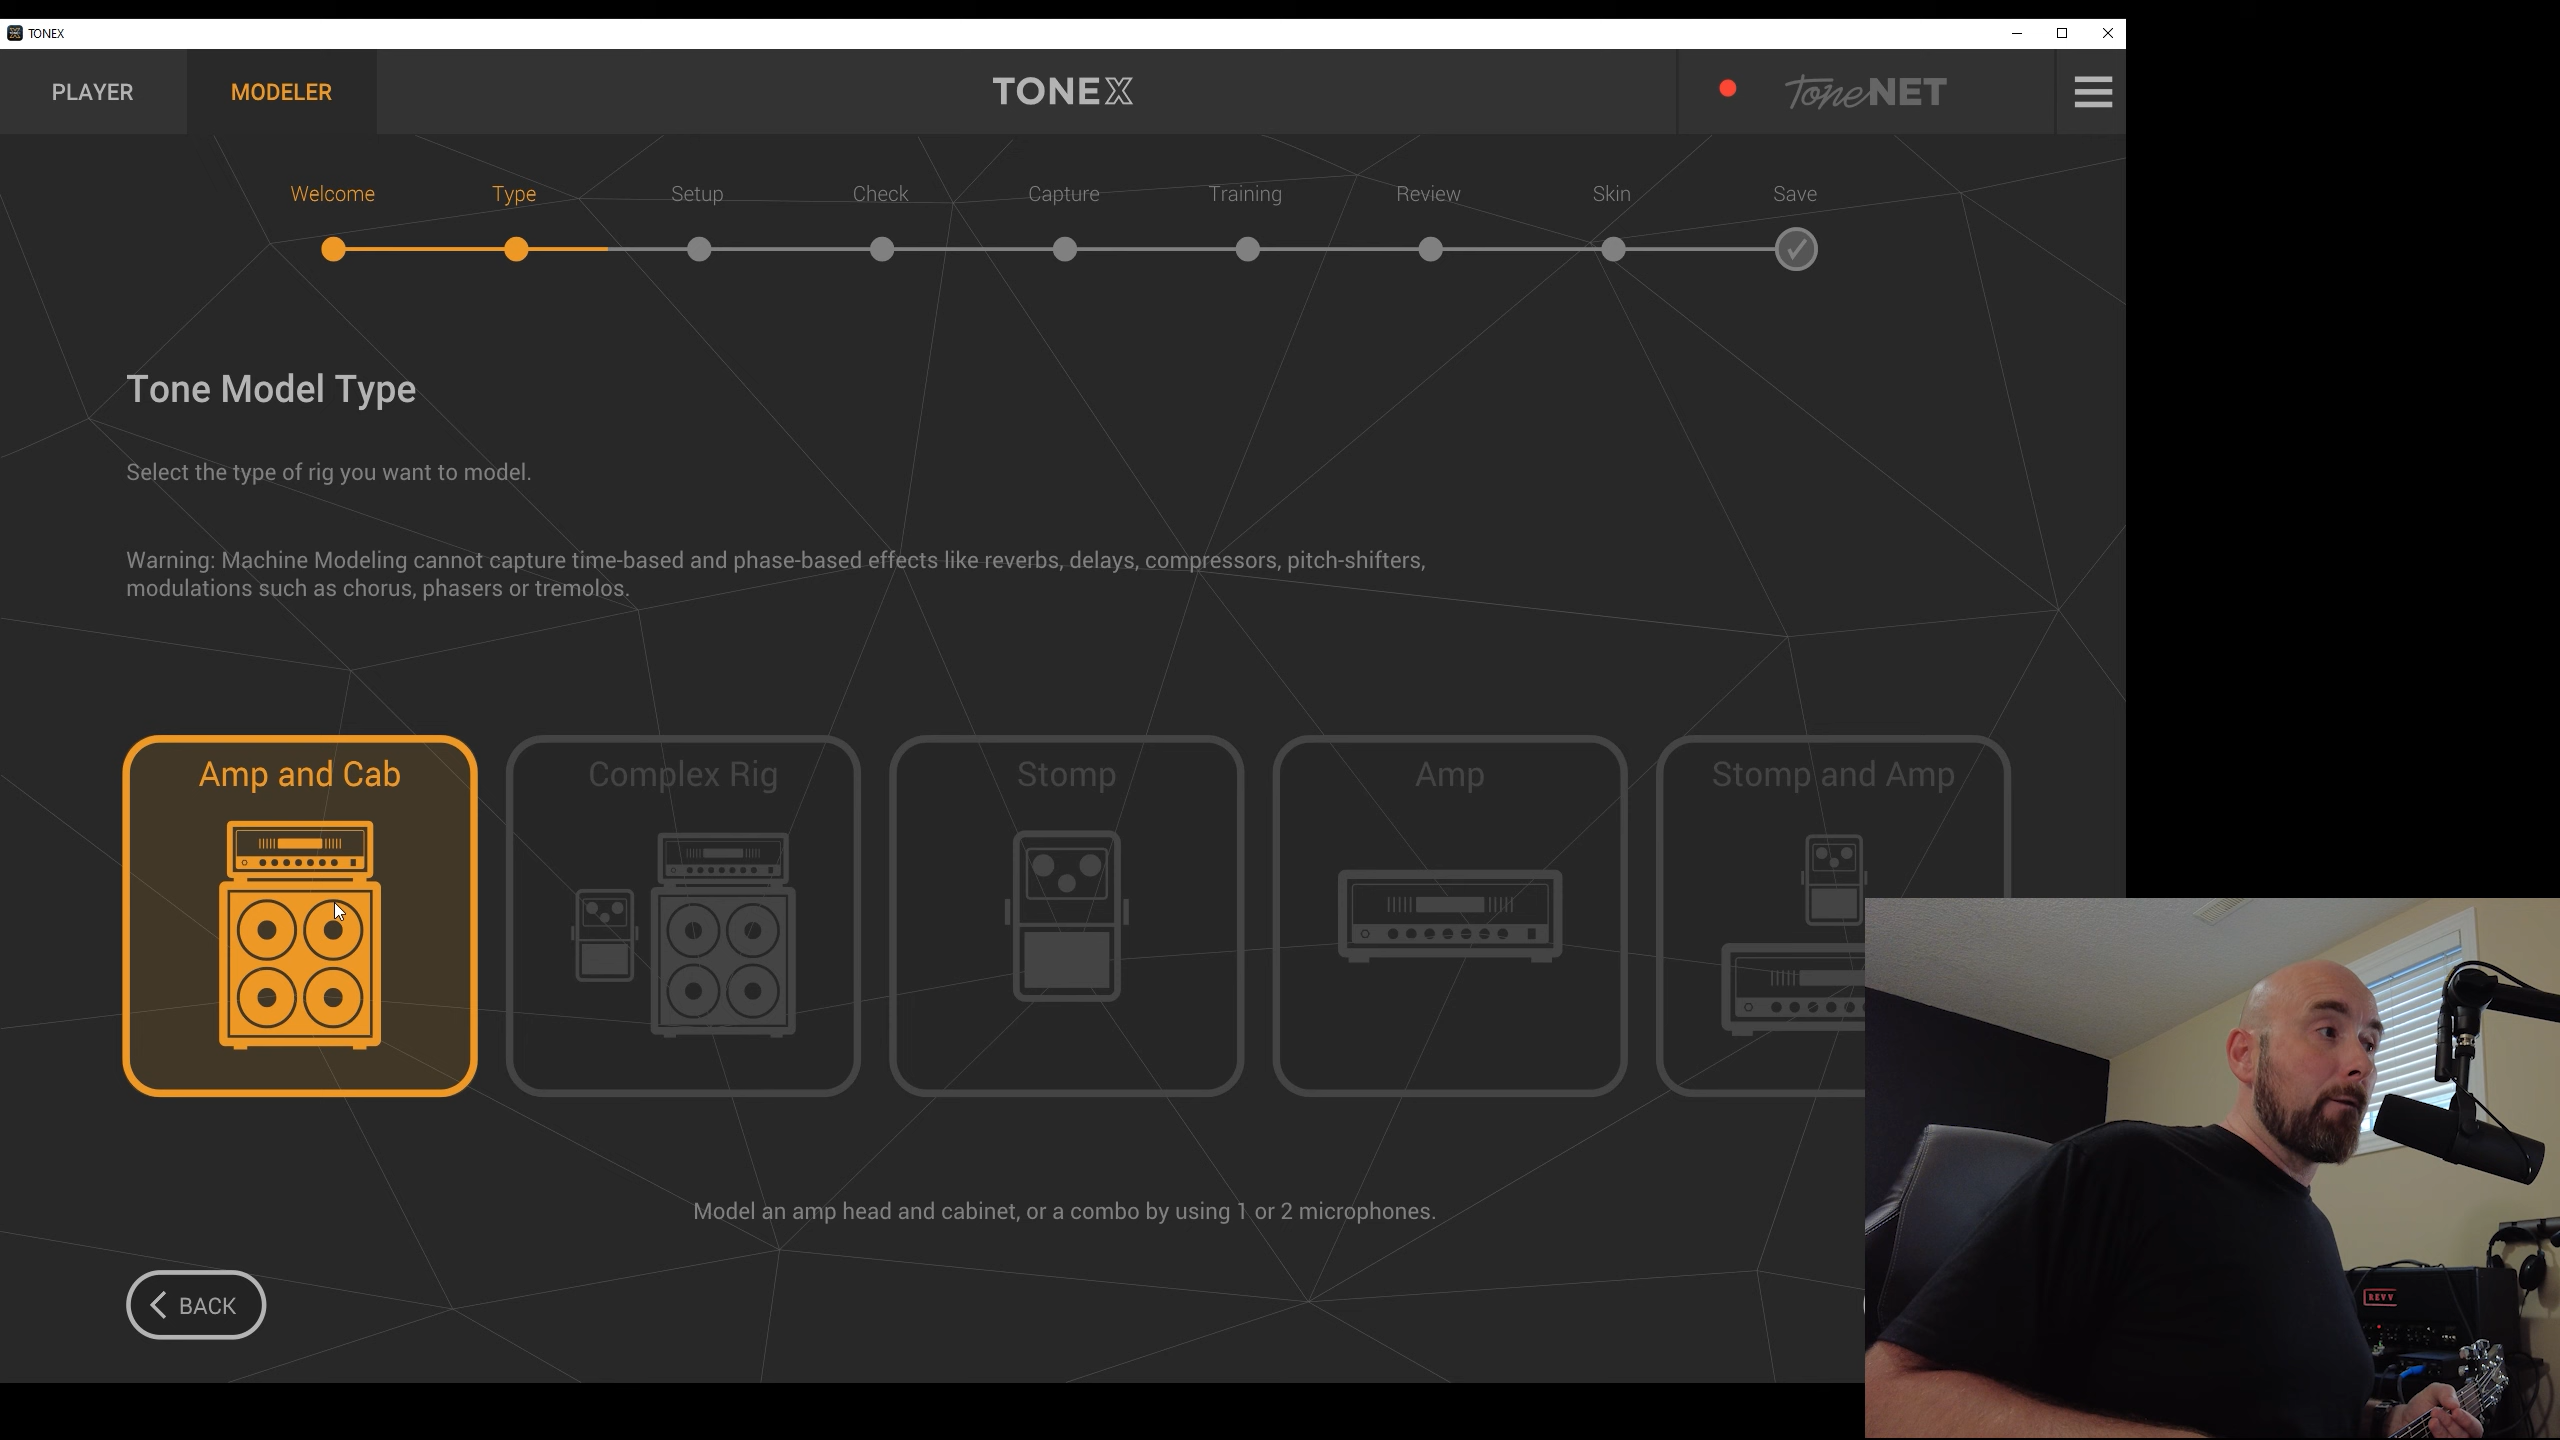 TONEX
PLAYER
MODELER
TONEX
ToneNET
Welcome
Type
Setup
Check
Capture
Training
Review
Skin
Save
Tone Model Type
Select the type of rig you want to model.
Warning: Machine Modeling cannot capture time-based and phase-based effects like reverbs, delays, compressors, pitch-shifters,
modulations such as chorus, phasers or tremolos.
Amp and Cab
Complex Rig
Stomp
Amp
Stomp and Amp
Model an amp head and cabinet, or a combo by using 1 or 2 microphones.
BACK
REVV